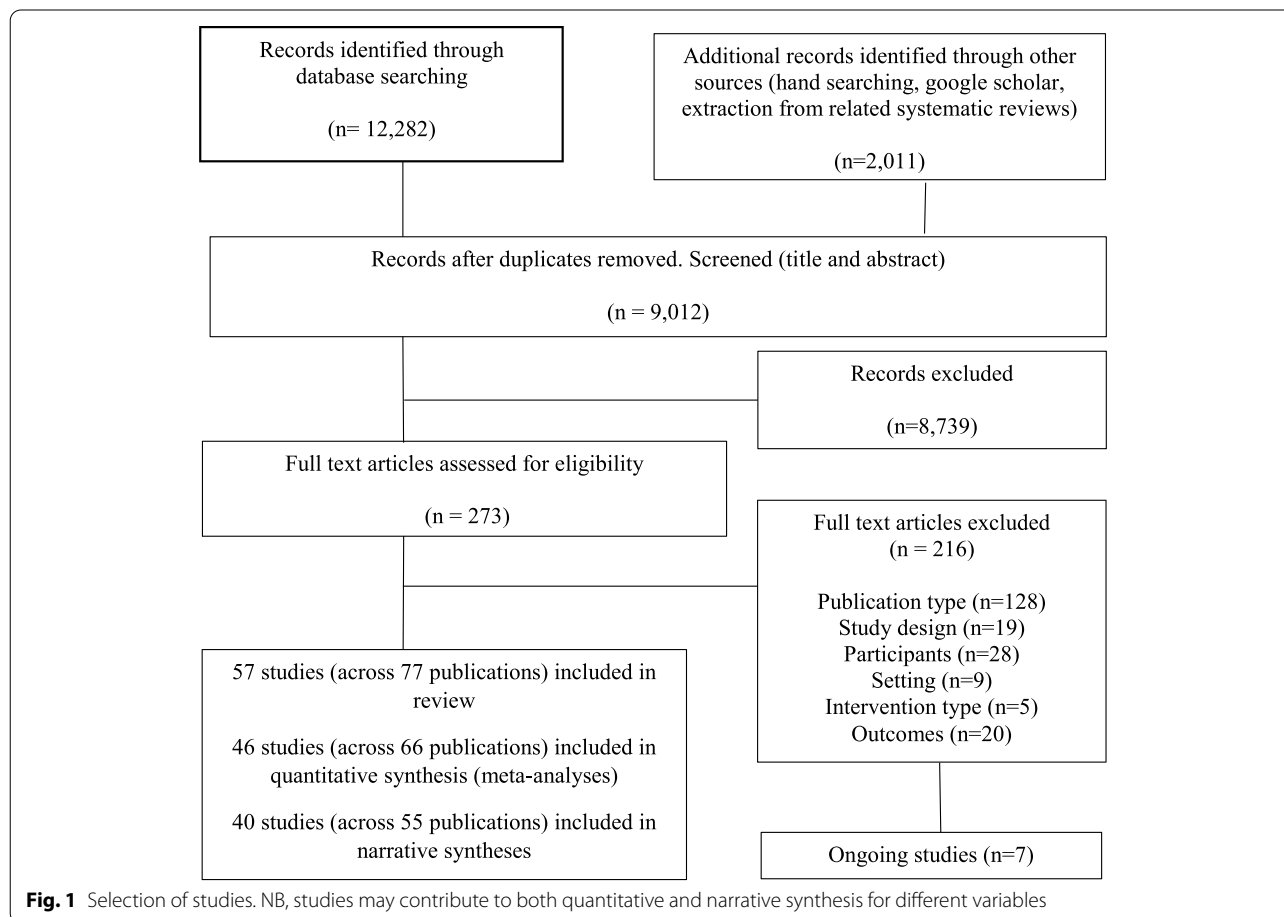 Records identified through
database searching
(n= 12,282)
Additional records identified through other
sources (hand searching, google scholar,
extraction from related systematic reviews)
(n=2,011)
Records after duplicates removed. Screened (title and abstract)
(n = 9,012)
Records excluded
(n=8,739)
Full text articles assessed for eligibility
(n = 273)
Full text articles excluded
(n = 216)
Publication type (n=128)
Study design (n=19)
Participants (n=28)
Setting (n=9)
Intervention type (n=5)
Outcomes (n=20)
57 studies (across 77 publications) included in
review
46 studies (across 66 publications) included in
quantitative synthesis (meta-analyses)
40 studies (across 55 publications) included in
narrative syntheses
Ongoing studies (n=7)
Fig. 1 Selection of studies. NB, studies may contribute to both quantitative and narrative synthesis for different variables